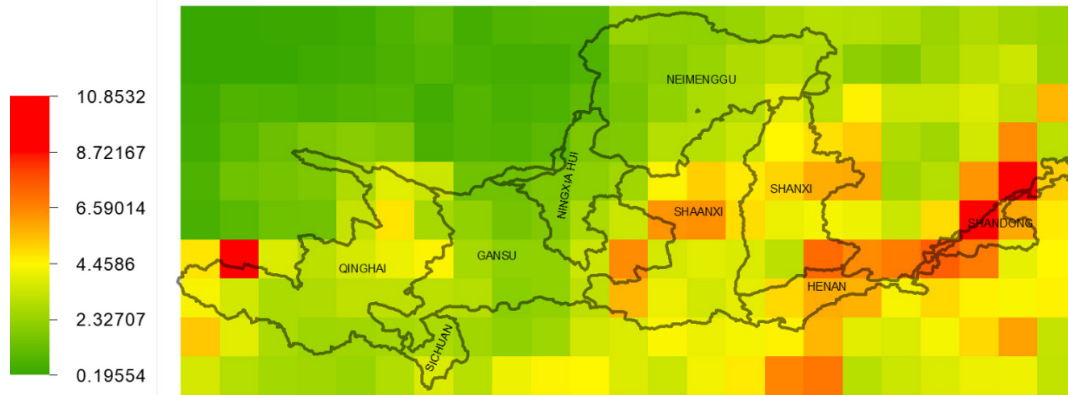 10.8532
8.72167
6.59014
4.4586
2.32707
0.19554
NEIMENGGU
NINGXIA HUI
SHANXI
SHAANXI
SHANDONG
GANSU
QINGHAI
HENAN
SICHUAN